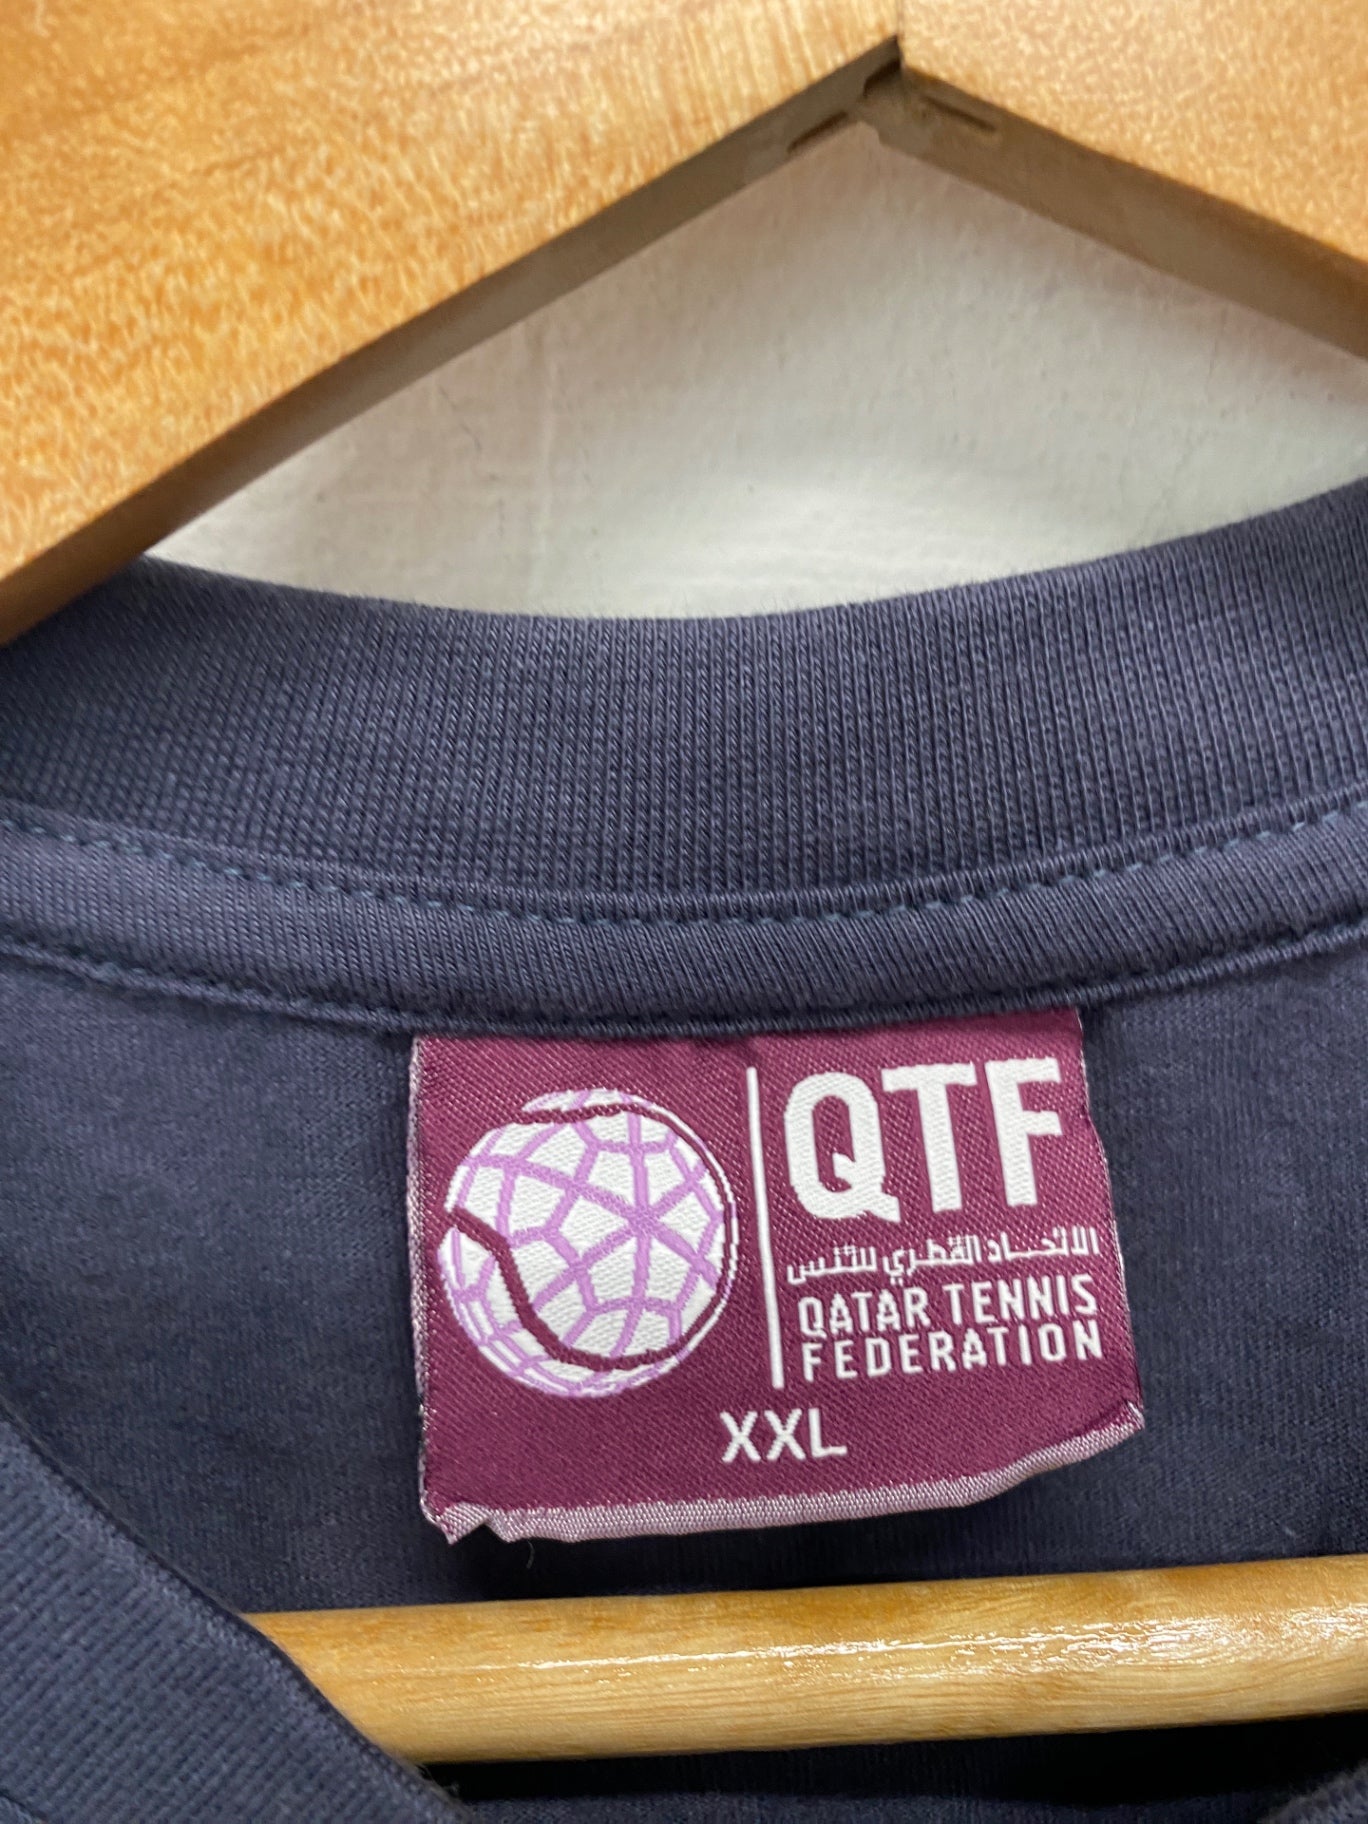 QTF
الاتحاد القطري للتنس
QATAR TENNIS
FEDERATION
XXL